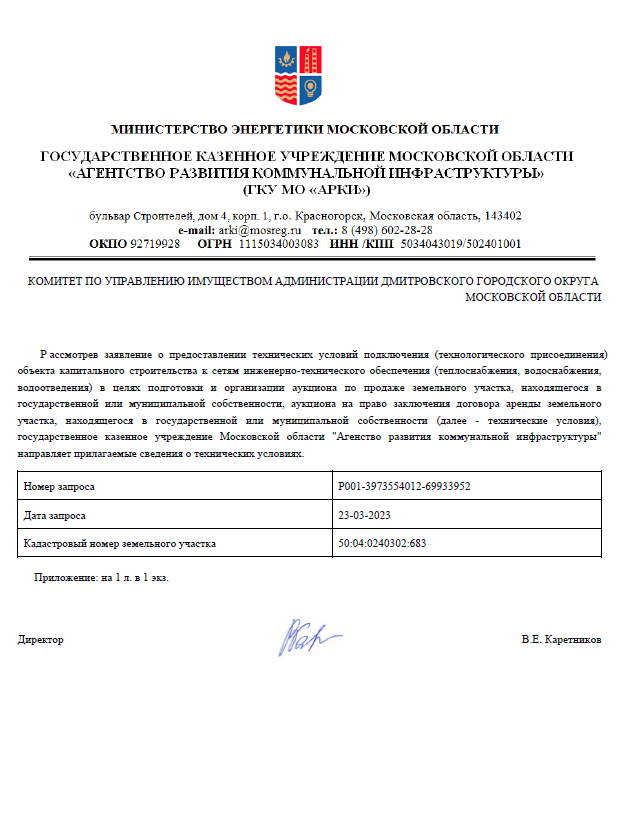 МИНИСТЕРСТВО ЭНЕРГЕТИКИ МОСКОВСКОЙ ОБЛАСТИ
ГОСУДАРСТВЕННОЕ КАЗЕННОЕ УЧРЕЖДЕНИЕ МОСКОВСКОЙ ОБЛАСТИ
«АГЕНТСТВО РАЗВИТИЯ КОММУНАЛЬНОЙ ИНФРАСТРУКТУРЫ»
(ГКУ МО «АРКИ»)
бульвар Строителей, дом 4, корп. 1, г.о. Красногорск, Московская область, 143402
e-mail: arki@mosreg.ru тел.: 8 (498) 602-28-28
ОКПО 92719928 ОГРН 1115034003083 ИНН /КПП 5034043019/502401001
КОМИТЕТ ПО УПРАВЛЕНИЮ ИМУЩЕСТВОМ АДМИНИСТРАЦИИ ДМИТРОВСКОГО ГОРОДСКОГО ОКРУГА
МОСКОВСКОЙ ОБЛАСТИ
Рассмотрев заявление о предоставлении технических условий подключения (технологического присоединения)
объекта капитального строительства к сетям инженерно-технического обеспечения (теплоснабжения, водоснабжения,
водоотведения) в целях подготовки и организации аукциона по продаже земельного участка, находящегося в
государственной или муниципальной собственности, аукциона на право заключения договора аренды земельного
участка, находящегося в государственной или муниципальной собственности (далее - технические условия),
государственное казенное учреждение Московской области "Агенство развития коммунальной инфраструктуры"
направляет прилагаемые сведения о технических условиях.
Номер запроса P001-3973554012-69933952
Дата запроса 23-03-2023
Кадастровый номер земельного участка 50:04:0240302:683
Приложение: на 1 л. в 1 экз.
Директор В.Е. Каретников